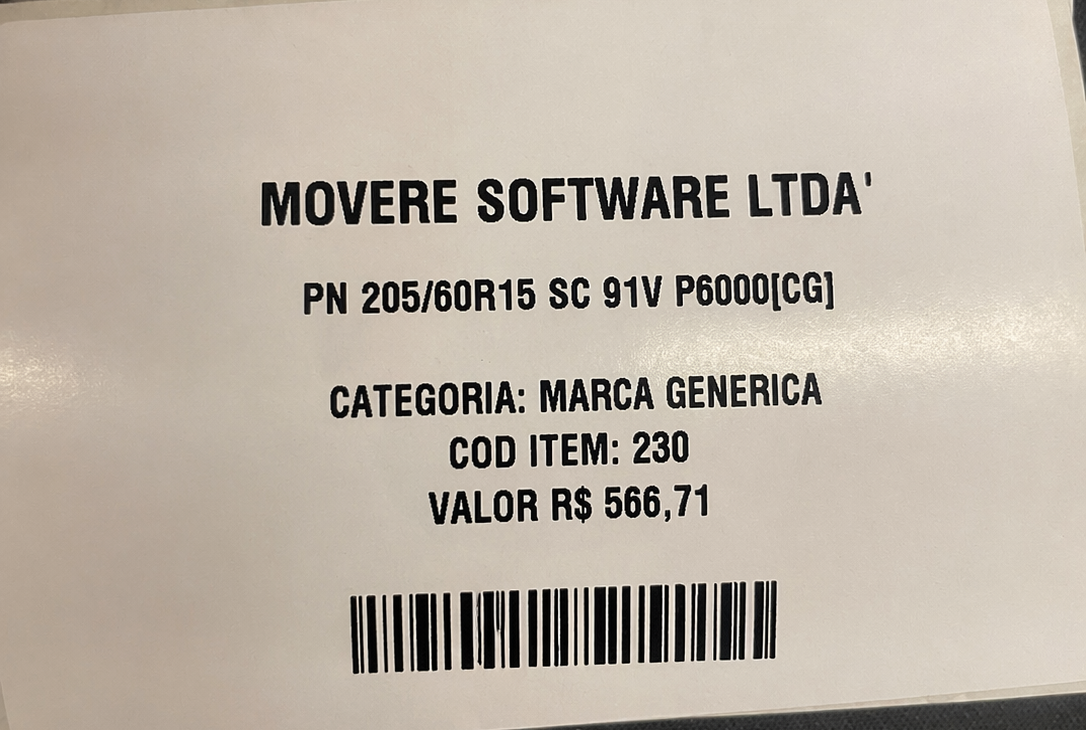 MOVERE SOFTWARE LTDA'
PN 205/60R15 SC 91V P6000[CG]
CATEGORIA: MARCA GENERICA
COD ITEM: 230
VALOR R$ 566,71